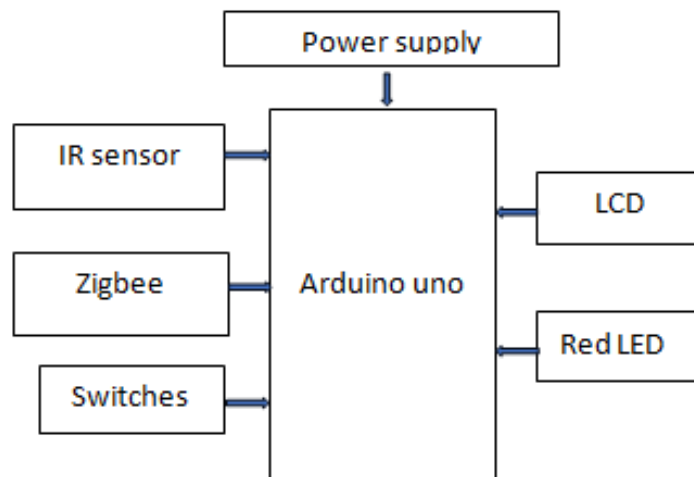 Power supply
IR sensor
LCD
Zigbee
Arduino uno
Red LED
Switches